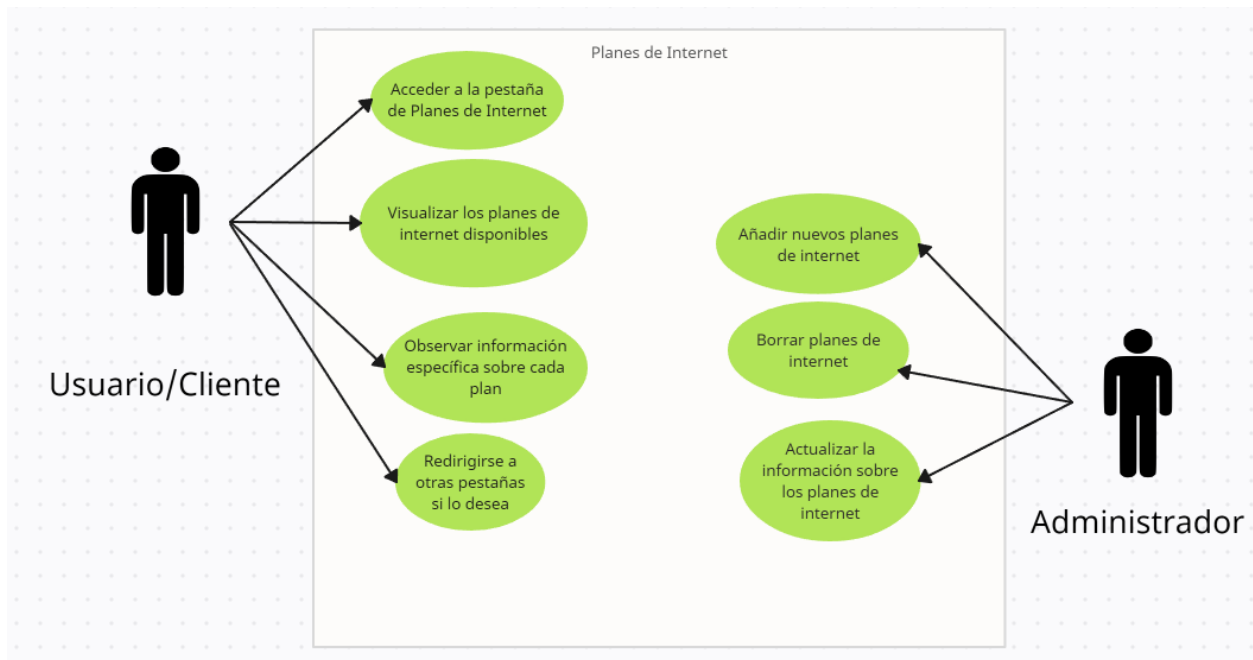 Planes de Internet
Acceder a la pestaña
de Planes de Internet
Visualizar los planes de
internet disponibles
Observar información
específica sobre cada
plan
Redirigirse a
otras pestañas
si lo desea
Usuario/Cliente
Añadir nuevos planes
de internet
Borrar planes de
internet
Actualizar la
información sobre
los planes de
internet
Administrador